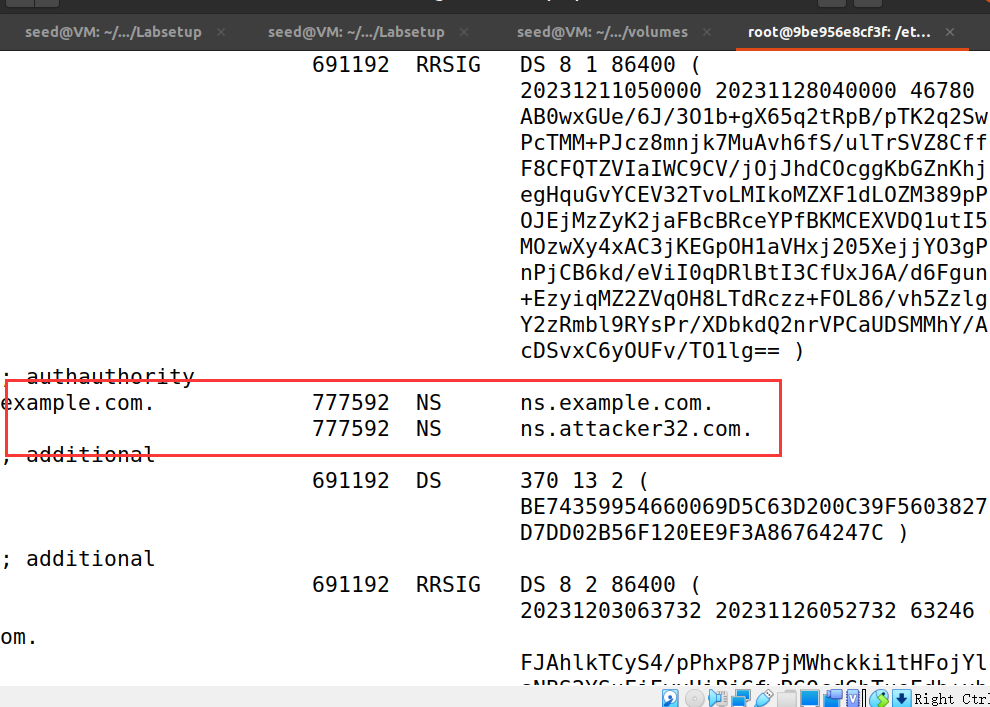 seed@VM: ~/.../Labsetup × seed@VM: ~/.../Labsetup × seed@VM: ~/.../volumes × root@9be956e8cf3f: /et... ×
691192 RRSIG DS 8 1 86400 (
20231211050000 20231128040000 46780
AB0wxGUe/6J/3O1b+gX65q2tRpB/pTK2q2Sw
PcTMM+PJcz8mnjk7MuAvh6fS/ulTrSVZ8Cff
F8CFQTZVIaIWC9CV/jOjJhdCOcggKbGZnKhj
egHquGvYCEV32TvoLMIkoMZXF1dLOZM389pP
OJEjMzZyK2jaFBcBRceYPfBKMCEXVDQ1utI5
MOzwXy4xAC3jKEGpOH1aVHxj205XejjYO3gP
nPjCB6kd/eViI0qDRlBtI3CfUxJ6A/d6Fgun
+EzyiqMZ2ZVqOH8LTdRczz+FOL86/vh5Zzlg
Y2zRmbl9RYsPr/XDbkdQ2nrVPCaUDSMMhY/A
cDSvxC6yOUFv/TO1lg== )
; authauthority
example.com. 777592 NS ns.example.com.
777592 NS ns.attacker32.com.
; additional
691192 DS 370 13 2 (
BE74359954660069D5C63D200C39F5603827
D7DD02B56F120EE9F3A86764247C )
; additional
691192 RRSIG DS 8 2 86400 (
20231203063732 20231126052732 63246
om.
FJAhlkTCyS4/pPhxP87PjMWhckki1tHFojYl
Right Ctrl